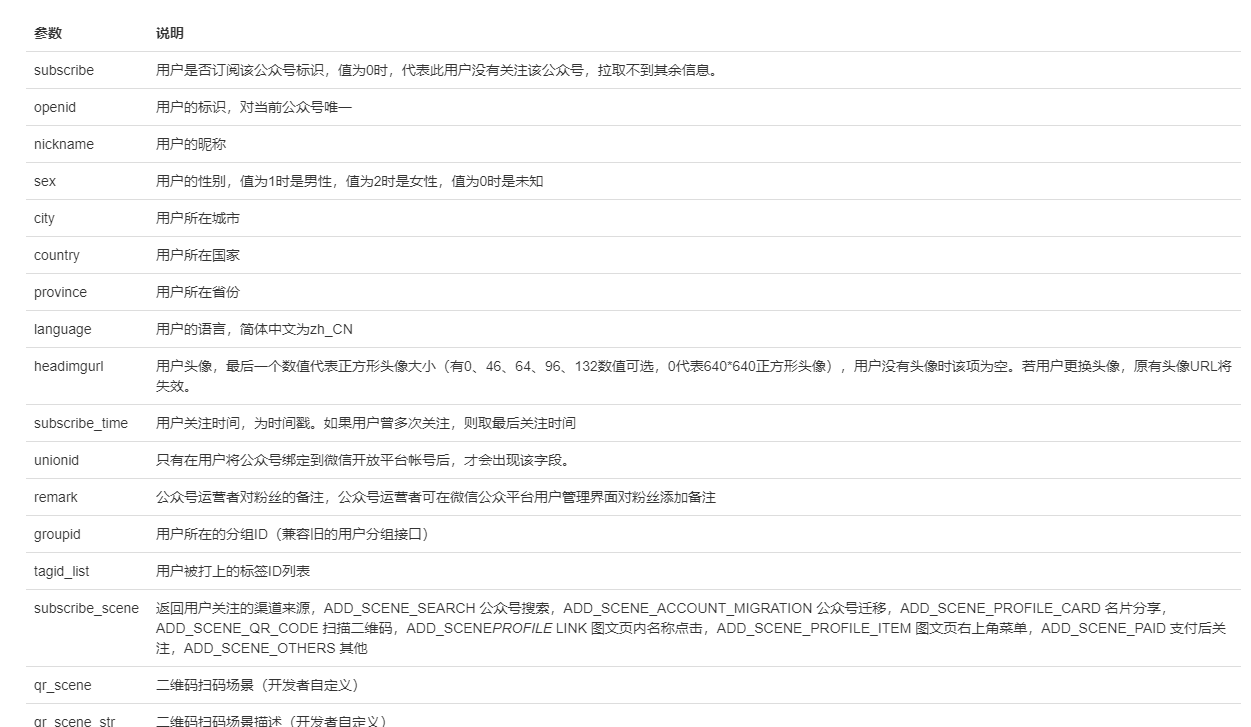 参数 说明
subscribe 用户是否订阅该公众号标识，值为0时，代表此用户没有关注该公众号，拉取不到其余信息。
openid 用户的标识，对当前公众号唯一
nickname 用户的昵称
sex 用户的性别，值为1时是男性，值为2时是女性，值为0时是未知
city 用户所在城市
country 用户所在国家
province 用户所在省份
language 用户的语言，简体中文为zh_CN
headimgurl 用户头像，最后一个数值代表正方形头像大小（有0、46、64、96、132数值可选，0代表640*640正方形头像），用户没有头像时该项为空。若用户更换头像，原有头像URL将
失效。
subscribe_time 用户关注时间，为时间戳。如果用户曾多次关注，则取最后关注时间
unionid 只有在用户将公众号绑定到微信开放平台帐号后，才会出现该字段。
remark 公众号运营者对粉丝的备注，公众号运营者可在微信公众平台用户管理界面对粉丝添加备注
groupid 用户所在的分组ID（兼容旧的用户分组接口）
tagid_list 用户被打上的标签ID列表
subscribe_scene 返回用户关注的渠道来源，ADD_SCENE_SEARCH 公众号搜索，ADD_SCENE_ACCOUNT_MIGRATION 公众号迁移，ADD_SCENE_PROFILE_CARD 名片分享，
ADD_SCENE_QR_CODE 扫描二维码，ADD_SCENEPROFILE LINK 图文页内名称点击，ADD_SCENE_PROFILE_ITEM 图文页右上角菜单，ADD_SCENE_PAID 支付后关
注，ADD_SCENE_OTHERS 其他
qr_scene 二维码扫码场景（开发者自定义）
qr_scene_str 二维码扫码场景描述（开发者自定义）